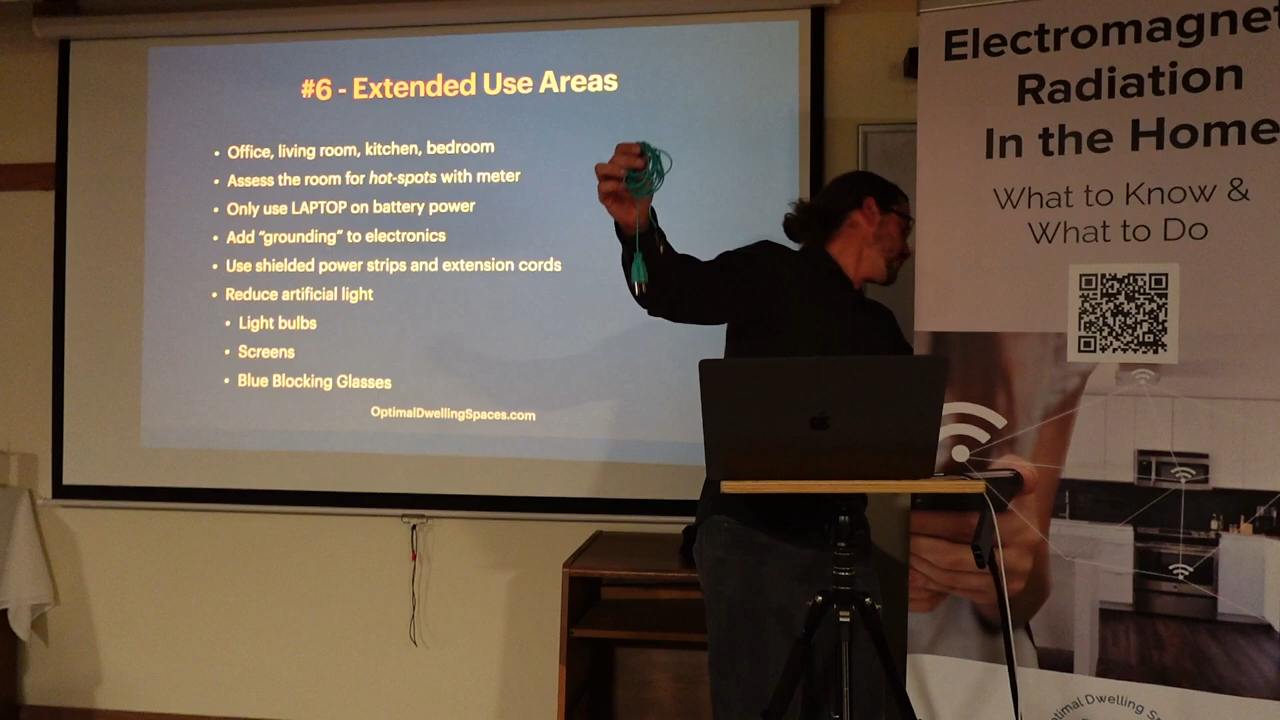 #6 - Extended Use Areas
• Office, living room, kitchen, bedroom
• Assess the room for hot-spots with meter
• Only use LAPTOP on battery power
• Add “grounding” to electronics
• Use shielded power strips and extension cords
• Reduce artificial light
• Light bulbs
• Screens
• Blue Blocking Glasses
OptimalDwellingSpaces.com
Electromagnet
Radiation
In the Home
What to Know &
What to Do
timal Dwelling S